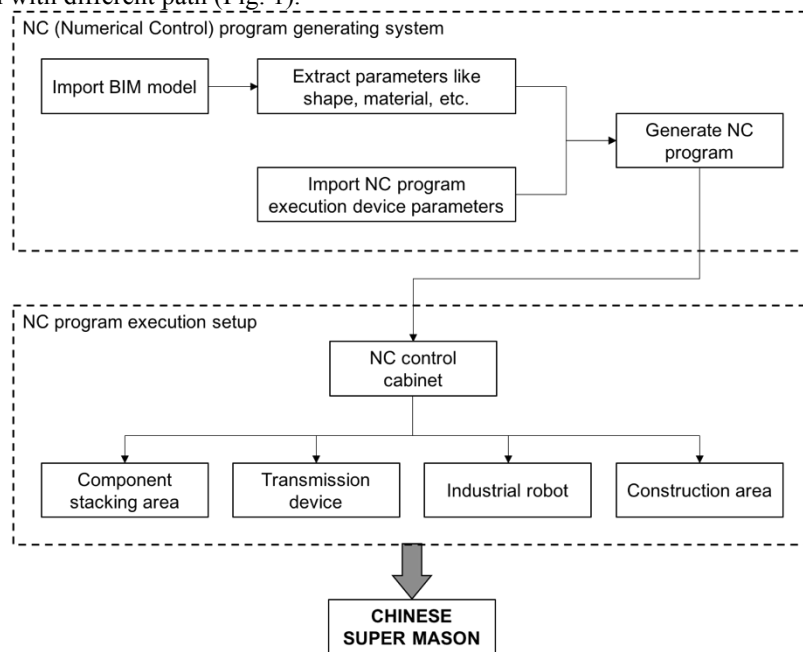 with different path (Fig. 1).
NC (Numerical Control) program generating system
Import BIM model
Extract parameters like
shape, material, etc.
Generate NC
program
Import NC program
execution device parameters
NC program execution setup
NC control
cabinet
Component
stacking area
Transmission
device
Industrial robot
Construction area
CHINESE
SUPER MASON